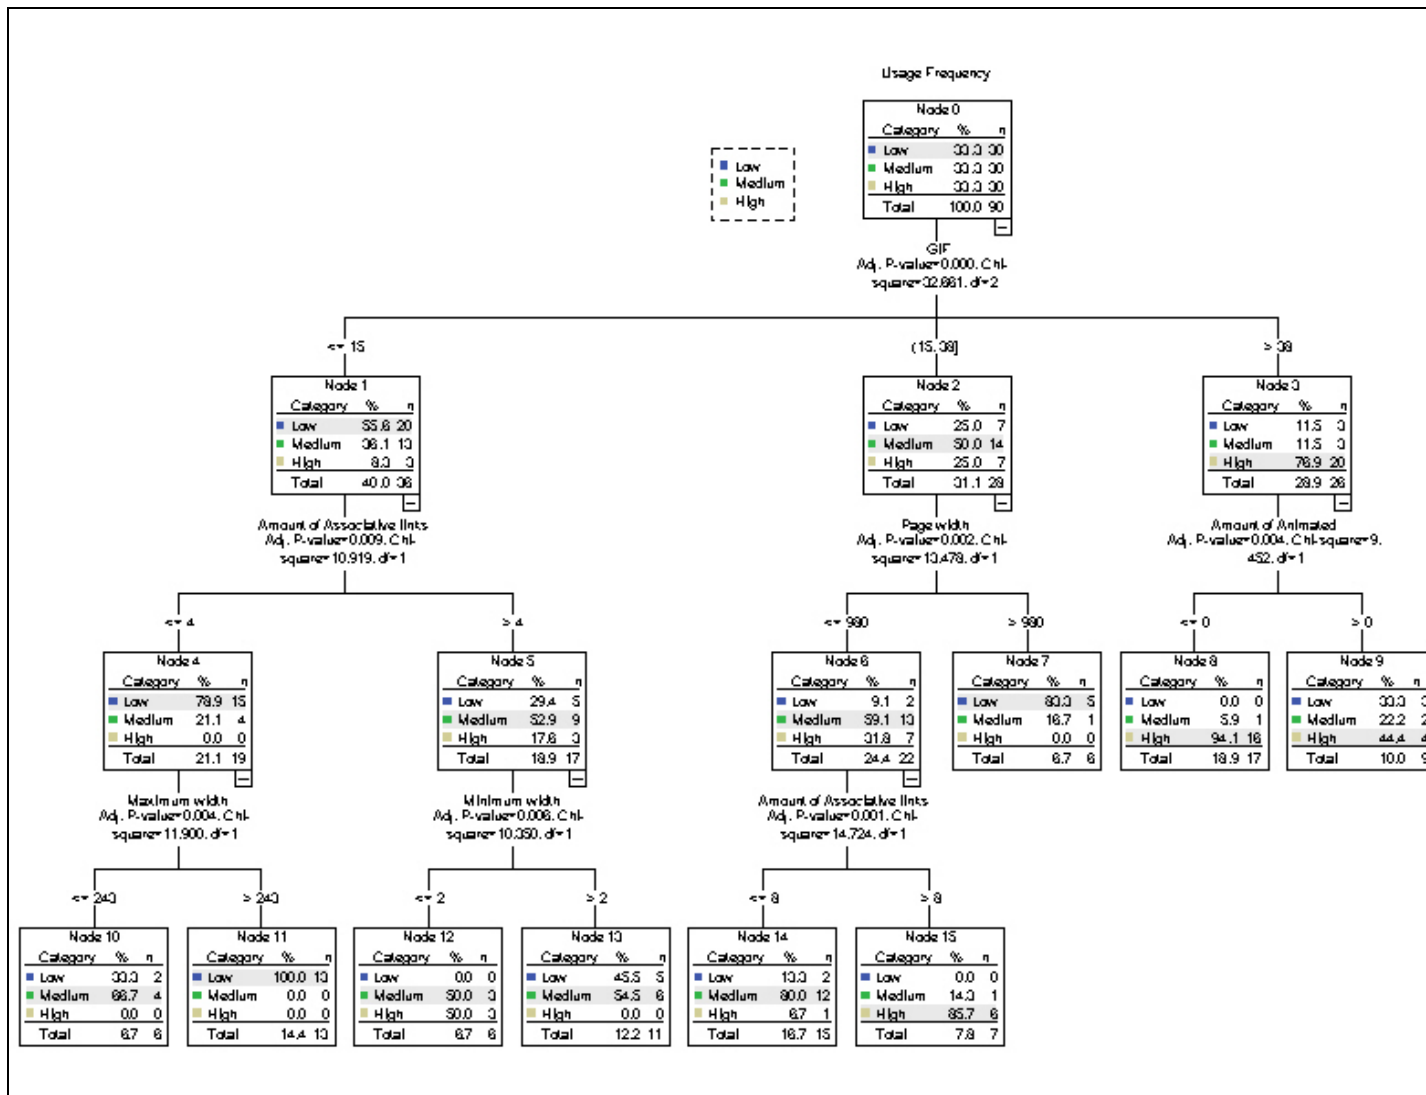 Usage Frequency
Node 0
Category % n
Low 33.3 30
Medium 33.3 30
High 33.3 30
Total 100.0 90
Low
Medium
High
GIF
Adj. P-value=0.000, Chi-
square=32.661, df=2
<= 15
(15, 38]
> 38
Node 1
Category % n
Low 55.6 20
Medium 36.1 13
High 8.3 3
Total 40.0 36
Node 2
Category % n
Low 25.0 7
Medium 50.0 14
High 25.0 7
Total 31.1 28
Node 3
Category % n
Low 11.5 3
Medium 11.5 3
High 76.9 20
Total 28.9 26
Amount of Associative links
Adj. P-value=0.009, Chi-
square=10.919, df=1
Page width
Adj. P-value=0.002, Chi-
square=13.478, df=1
Amount of Animated
Adj. P-value=0.004, Chi-square=9.
452, df=1
<= 4
> 4
<= 980
> 980
<= 0
> 0
Node 4
Category % n
Low 78.9 15
Medium 21.1 4
High 0.0 0
Total 21.1 19
Node 5
Category % n
Low 29.4 5
Medium 52.9 9
High 17.6 3
Total 18.9 17
Node 6
Category % n
Low 9.1 2
Medium 59.1 13
High 31.8 7
Total 24.4 22
Node 7
Category % n
Low 83.3 5
Medium 16.7 1
High 0.0 0
Total 6.7 6
Node 8
Category % n
Low 0.0 0
Medium 5.9 1
High 94.1 16
Total 18.9 17
Node 9
Category % n
Low 33.3 3
Medium 22.2 2
High 44.4 4
Total 10.0 9
Maximum width
Adj. P-value=0.004, Chi-
square=11.900, df=1
Minimum width
Adj. P-value=0.006, Chi-
square=10.350, df=1
Amount of Associative links
Adj. P-value=0.001, Chi-
square=14.724, df=1
<= 243
> 243
<= 2
> 2
<= 8
> 8
Node 10
Category % n
Low 33.3 2
Medium 66.7 4
High 0.0 0
Total 6.7 6
Node 11
Category % n
Low 100.0 13
Medium 0.0 0
High 0.0 0
Total 14.4 13
Node 12
Category % n
Low 0.0 0
Medium 50.0 3
High 50.0 3
Total 6.7 6
Node 13
Category % n
Low 45.5 5
Medium 54.5 6
High 0.0 0
Total 12.2 11
Node 14
Category % n
Low 13.3 2
Medium 80.0 12
High 6.7 1
Total 16.7 15
Node 15
Category % n
Low 0.0 0
Medium 14.3 1
High 85.7 6
Total 7.8 7